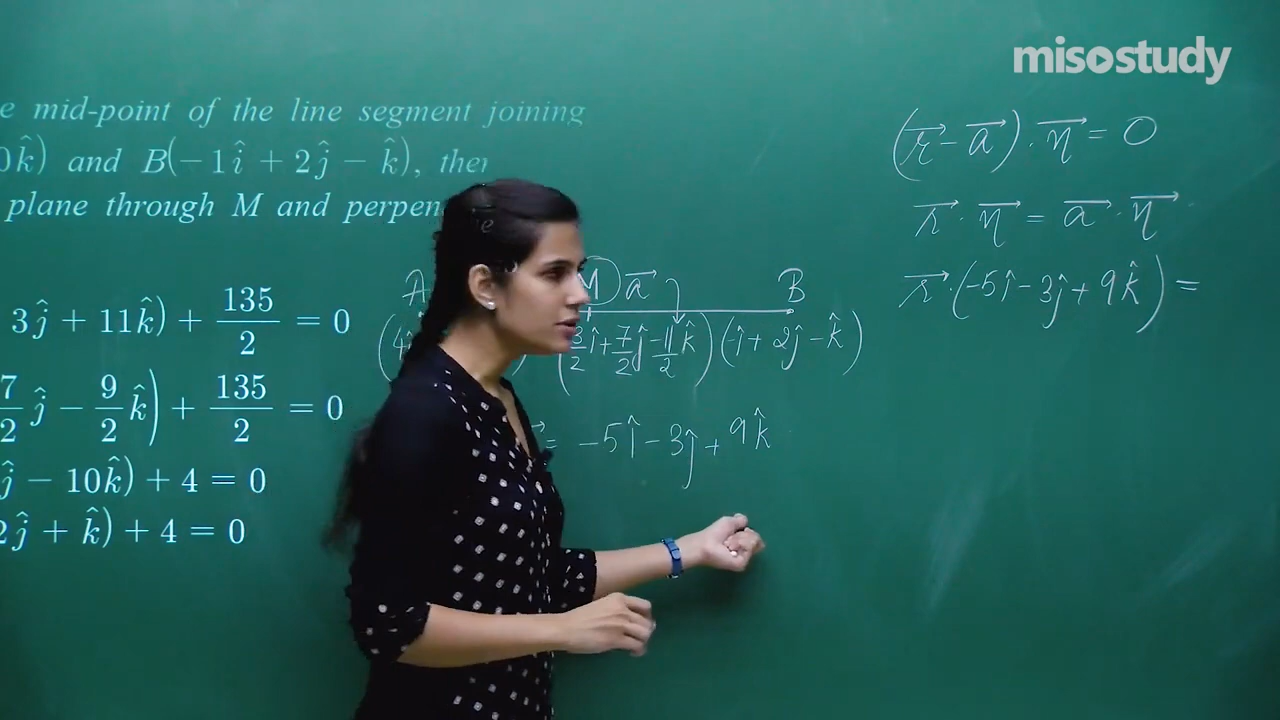 misostudy
mid-point of the line segment joining
0k̂) and B(−1î + 2ĵ − k̂),
plane through M and
3ĵ + 11k̂) + 135/2 = 0
7/2 ĵ − 9/2 k̂) + 135/2 = 0
ĵ − 10k̂) + 4 = 0
2ĵ + k̂) + 4 = 0
A M a⃗ B
(4î 3/2 î + 7/2 ĵ − 11/2 k̂) (î + 2ĵ − k̂)
= −5î − 3ĵ + 9k̂
(r⃗ − a⃗) · n⃗ = 0
r⃗ · n⃗ = a⃗ · n⃗
r⃗ · (−5î − 3ĵ + 9k̂) =